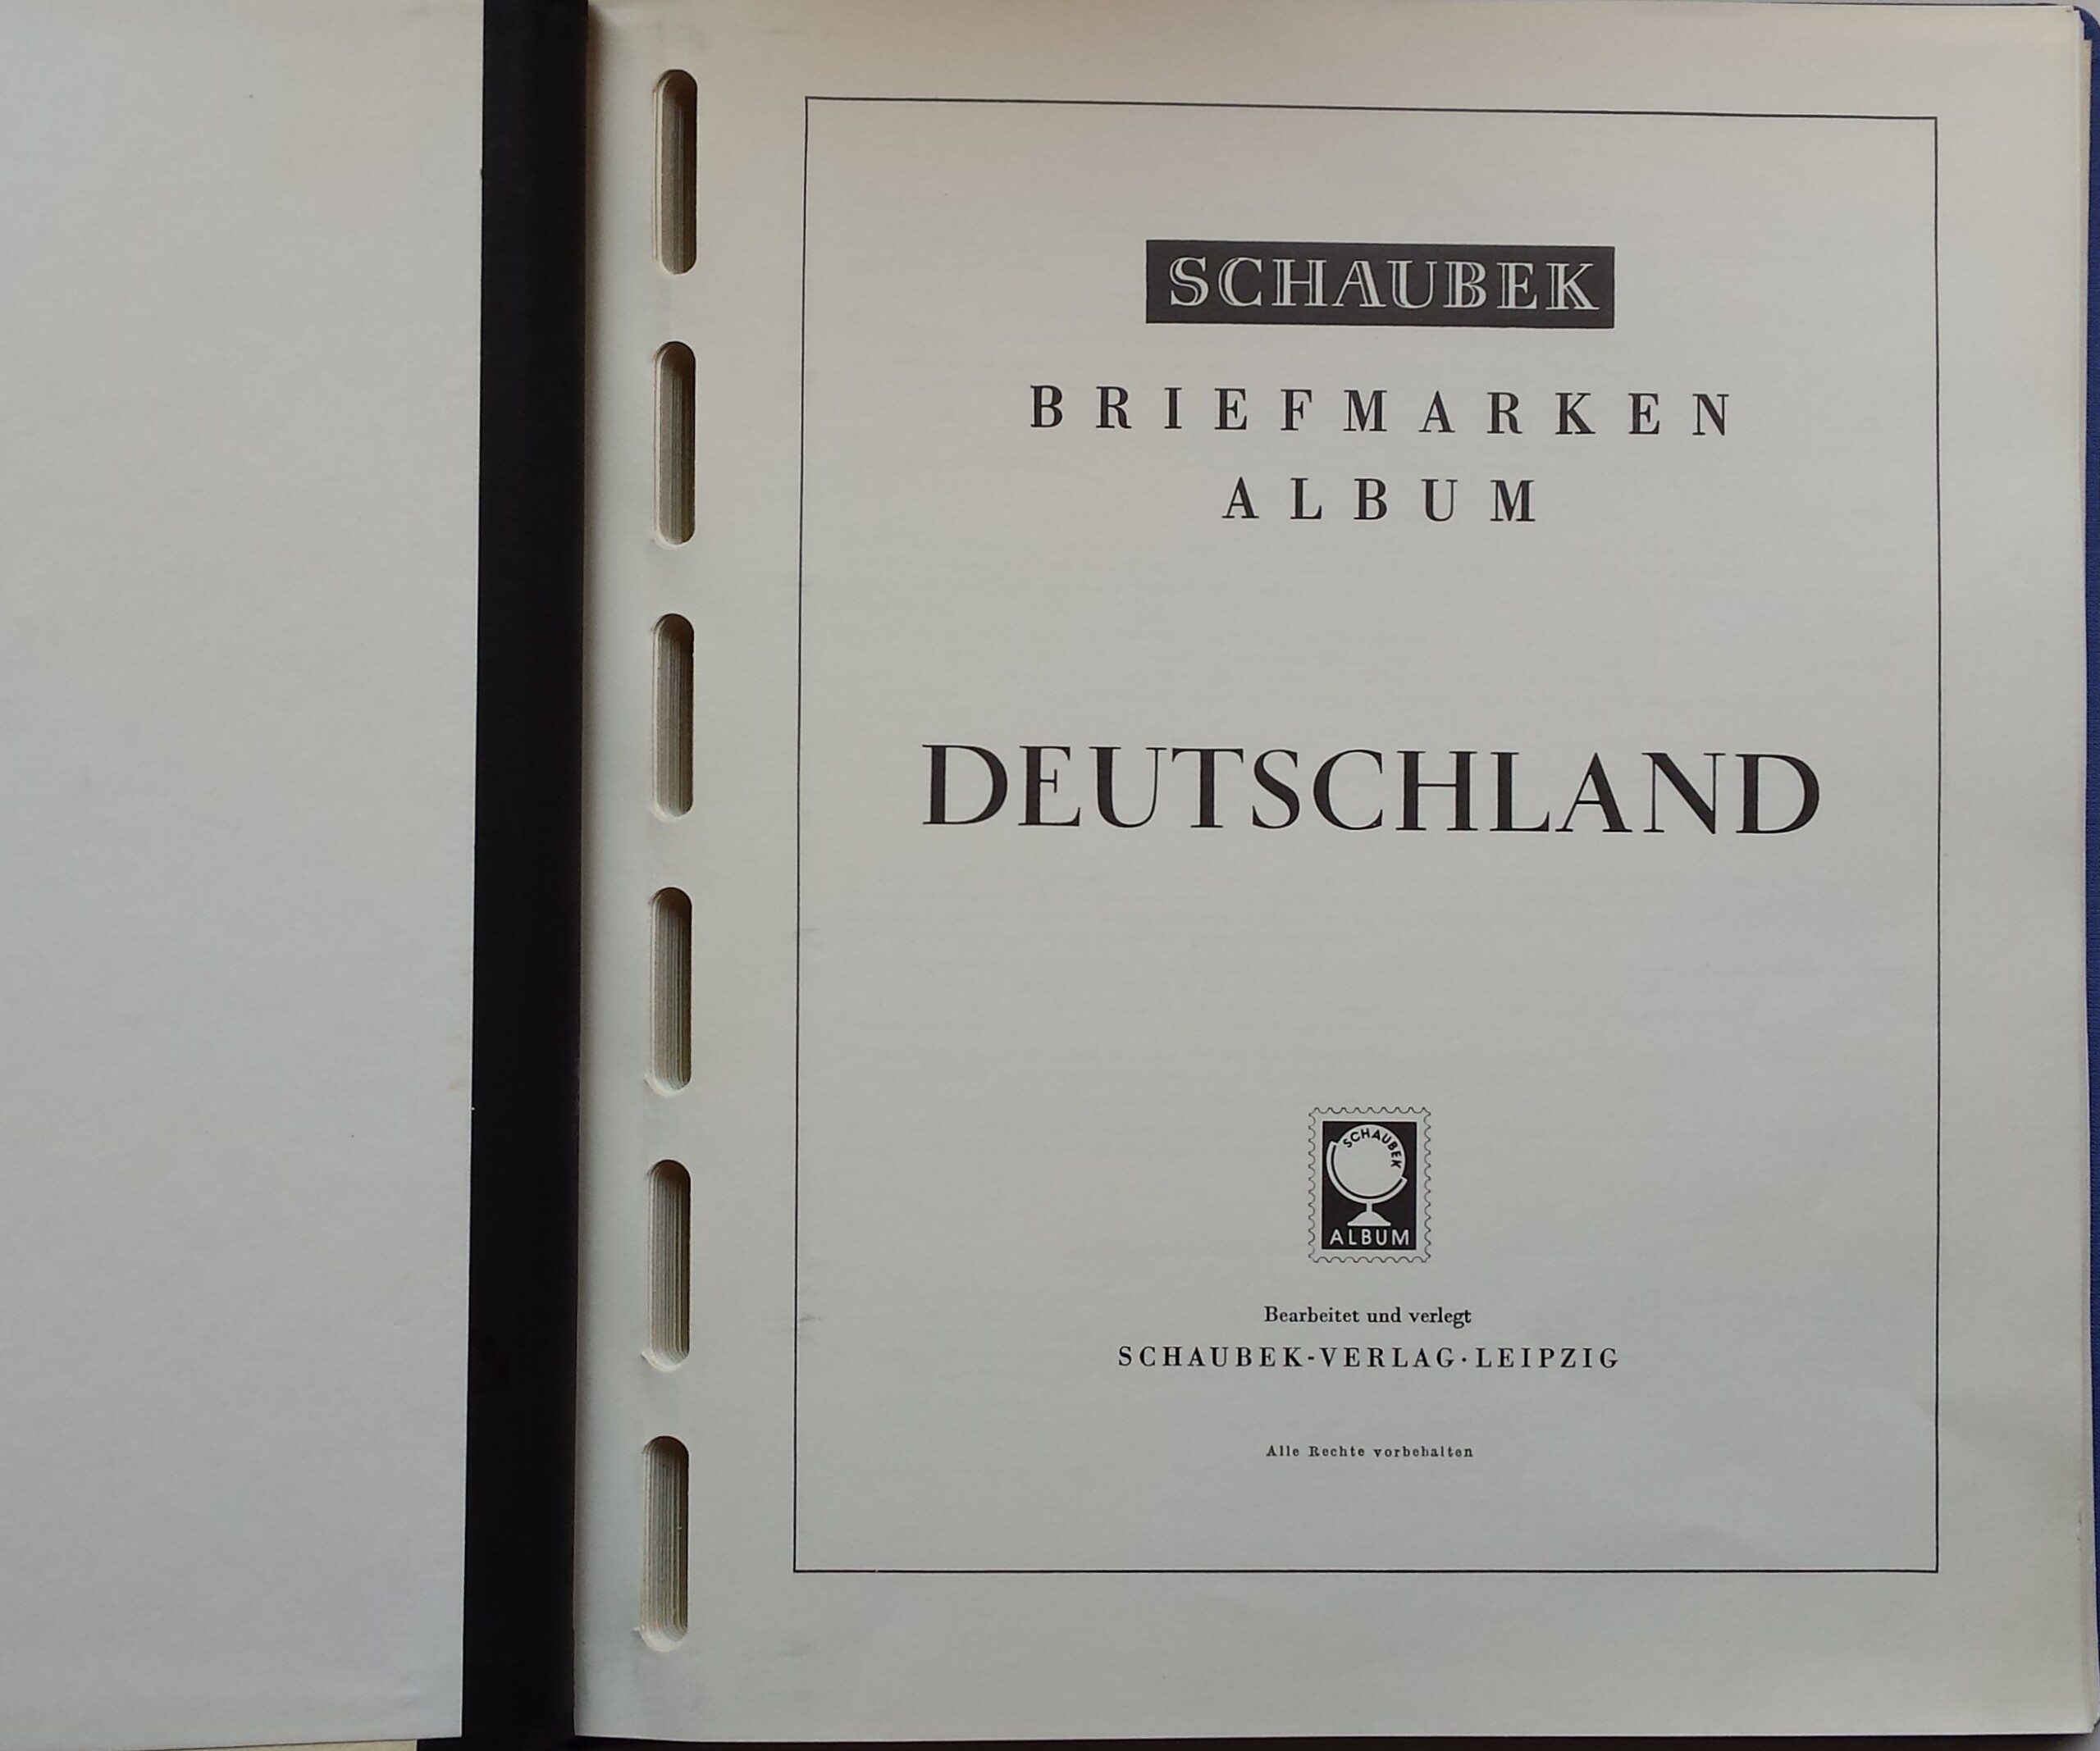 SCHAUBEK
BRIEFMARKEN
ALBUM
DEUTSCHLAND
SCHAUBEK
ALBUM
Bearbeitet und verlegt
SCHAUBEK-VERLAG·LEIPZIG
Alle Rechte vorbehalten